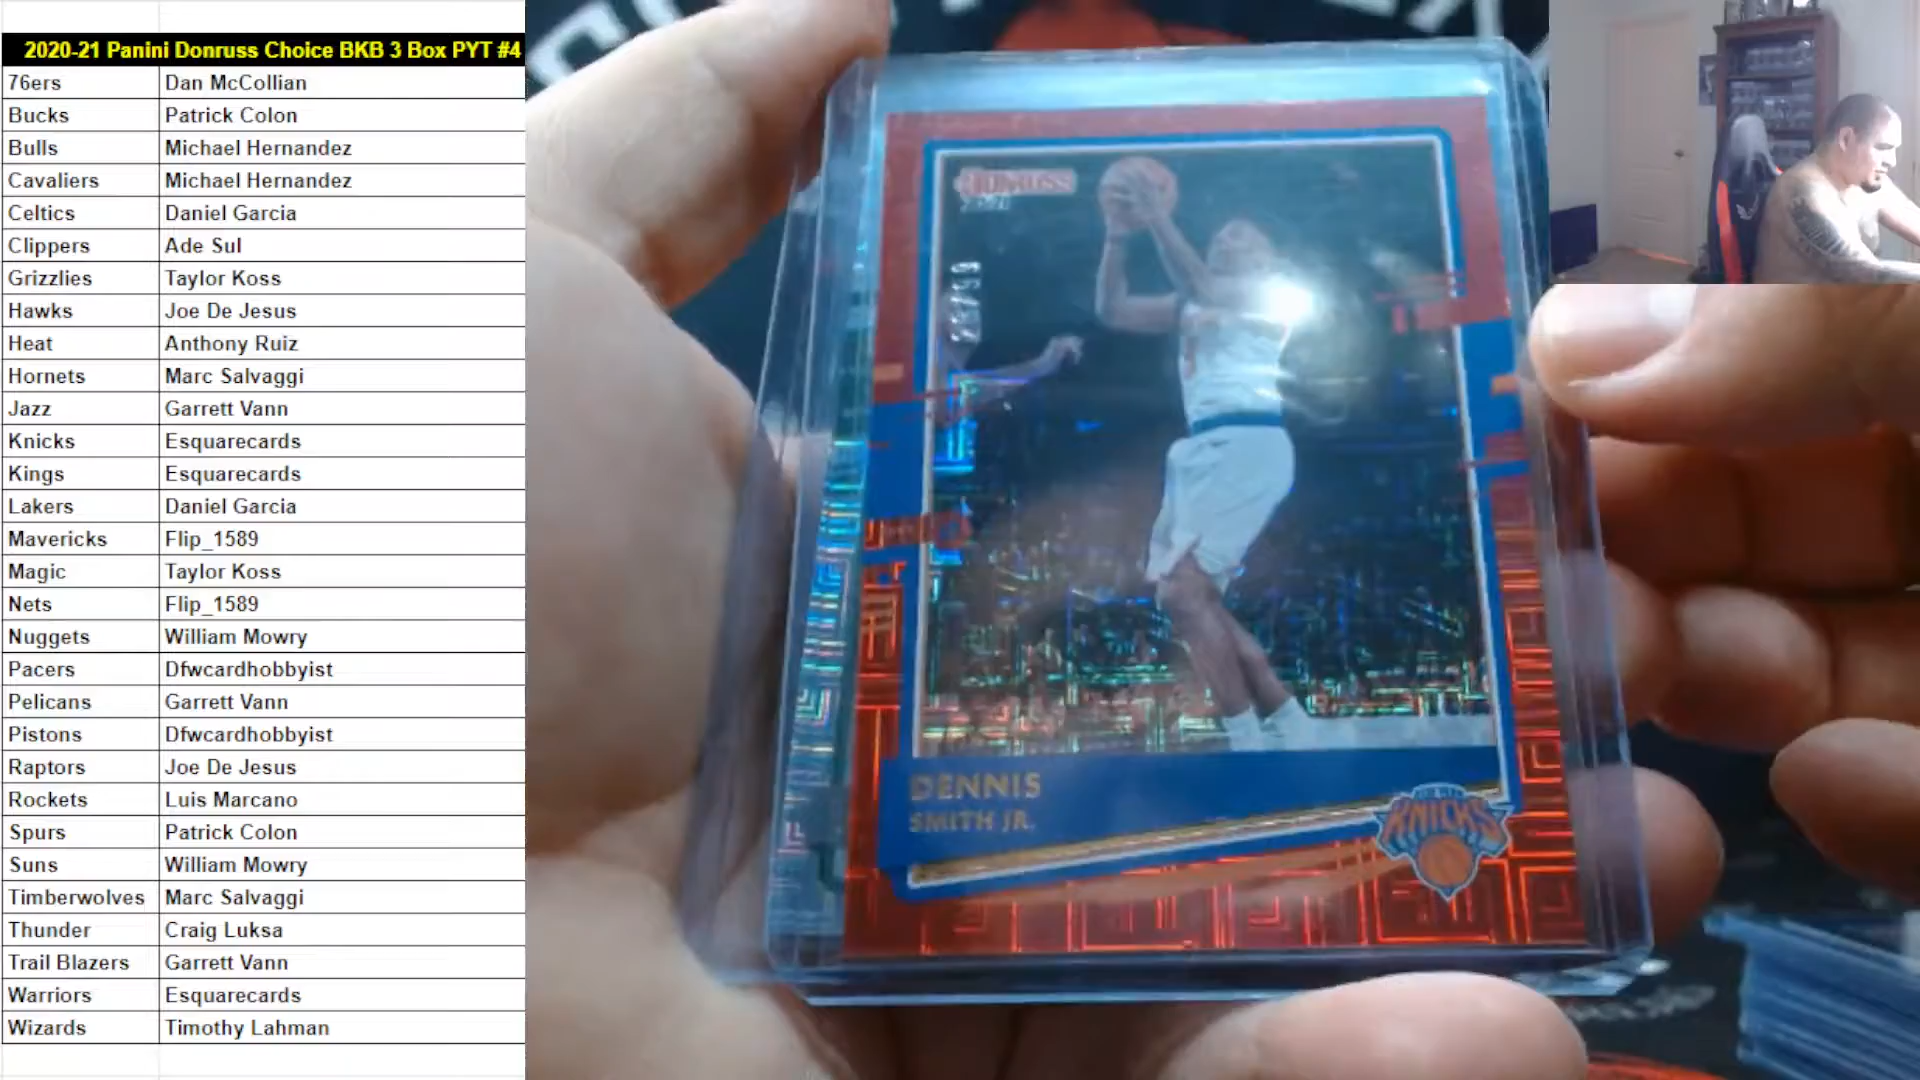 2020-21 Panini Donruss Choice BKB 3 Box PYT #4
76ers Dan McCollian
Bucks Patrick Colon
Bulls Michael Hernandez
Cavaliers Michael Hernandez
Celtics Daniel Garcia
Clippers Ade Sul
Grizzlies Taylor Koss
Hawks Joe De Jesus
Heat Anthony Ruiz
Hornets Marc Salvaggi
Jazz Garrett Vann
Knicks Esquarecards
Kings Esquarecards
Lakers Daniel Garcia
Mavericks Flip_1589
Magic Taylor Koss
Nets Flip_1589
Nuggets William Mowry
Pacers Dfwcardhobbyist
Pelicans Garrett Vann
Pistons Dfwcardhobbyist
Raptors Joe De Jesus
Rockets Luis Marcano
Spurs Patrick Colon
Suns William Mowry
Timberwolves Marc Salvaggi
Thunder Craig Luksa
Trail Blazers Garrett Vann
Warriors Esquarecards
Wizards Timothy Lahman
DONRUSS
DENNIS
SMITH JR.
KNICKS